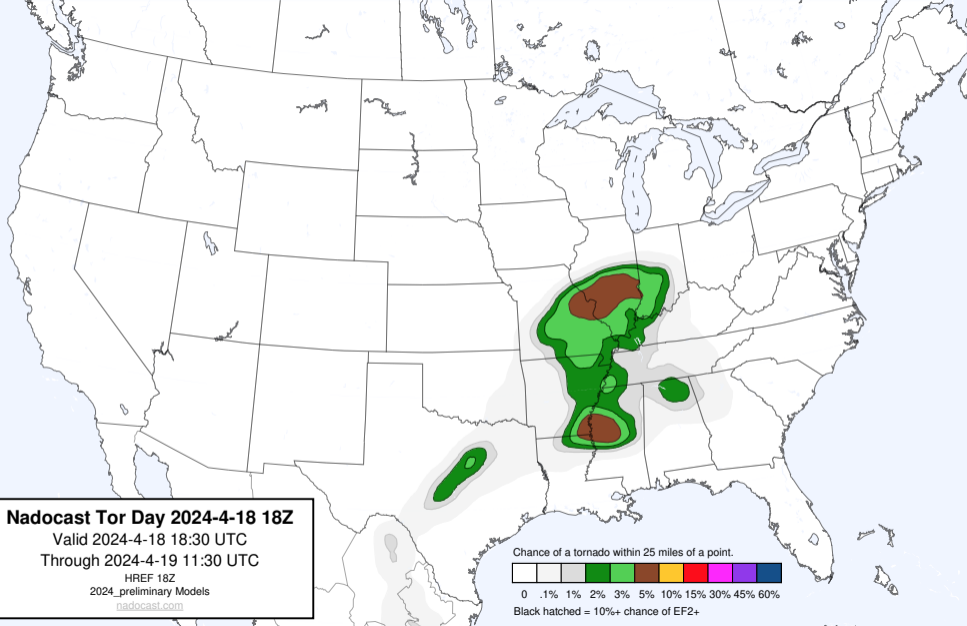 Nadocast Tor Day 2024-4-18 18Z
Valid 2024-4-18 18:30 UTC
Through 2024-4-19 11:30 UTC
HREF 18Z
2024_preliminary Models
nadocast.com
Chance of a tornado within 25 miles of a point.
0 .1% 1% 2% 3% 5% 10% 15% 30% 45% 60%
Black hatched = 10%+ chance of EF2+